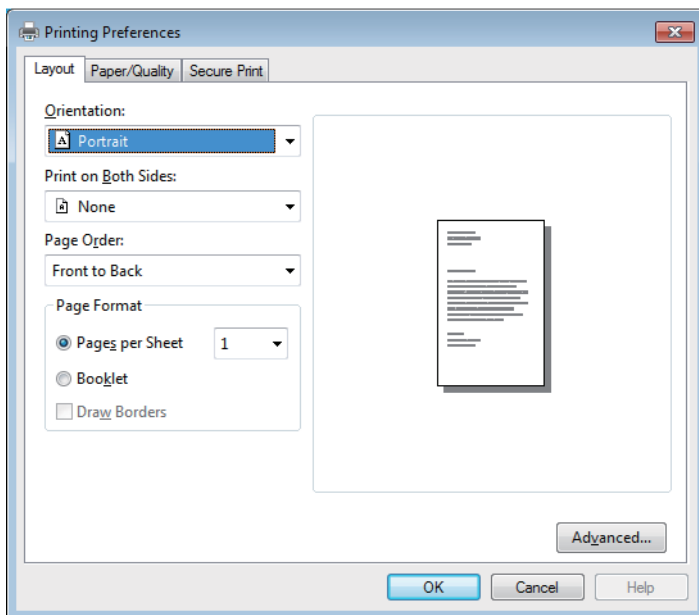 Printing Preferences
Layout
Paper/Quality
Secure Print
Orientation:
A Portrait
Print on Both Sides:
None
Page Order:
Front to Back
Page Format
Pages per Sheet
1
Booklet
Draw Borders
Advanced...
OK
Cancel
Help